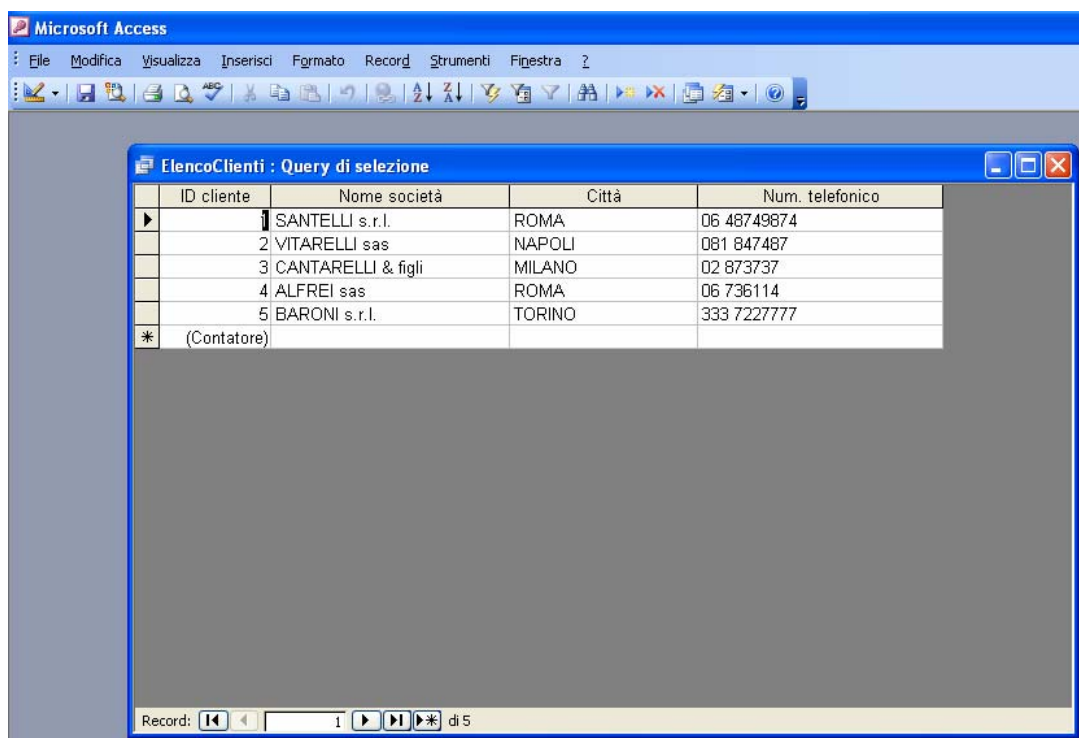 Microsoft Access
File Modifica Visualizza Inserisci Formato Record Strumenti Finestra ?
ElencoClienti : Query di selezione
ID cliente Nome società Città Num. telefonico
1 SANTELLI s.r.l. ROMA 06 48749874
2 VITARELLI sas NAPOLI 081 847487
3 CANTARELLI & figli MILANO 02 873737
4 ALFREI sas ROMA 06 736114
5 BARONI s.r.l. TORINO 333 7227777
(Contatore)
Record: 1 di 5